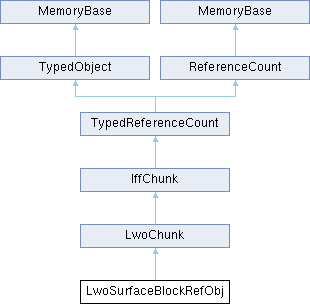 MemoryBase MemoryBase
TypedObject ReferenceCount
TypedReferenceCount
IffChunk
LwoChunk
LwoSurfaceBlockRefObj